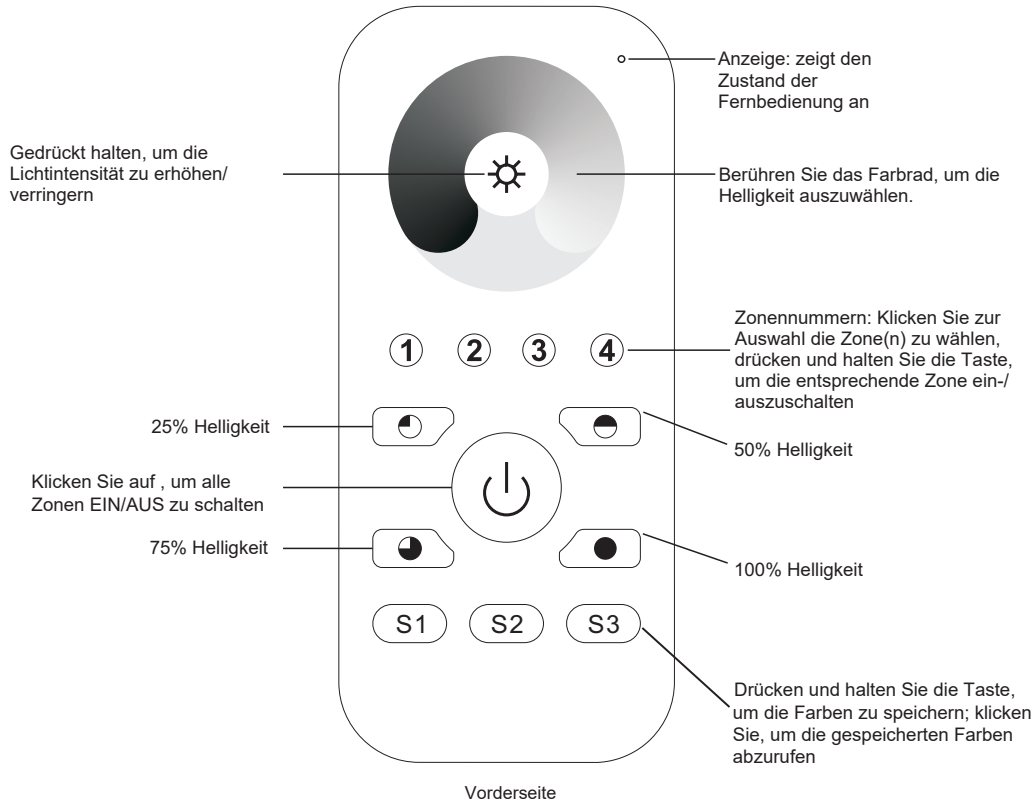 Anzeige: zeigt den
Zustand der
Fernbedienung an
Gedrückt halten, um die
Lichtintensität zu erhöhen/
verringern
Berühren Sie das Farbrad, um die
Helligkeit auszuwählen.
1 2 3 4
Zonennummern: Klicken Sie zur
Auswahl die Zone(n) zu wählen,
drücken und halten Sie die Taste,
um die entsprechende Zone ein-/
auszuschalten
25% Helligkeit
50% Helligkeit
Klicken Sie auf , um alle
Zonen EIN/AUS zu schalten
75% Helligkeit
100% Helligkeit
S1 S2 S3
Drücken und halten Sie die Taste,
um die Farben zu speichern; klicken
Sie, um die gespeicherten Farben
abzurufen
Vorderseite